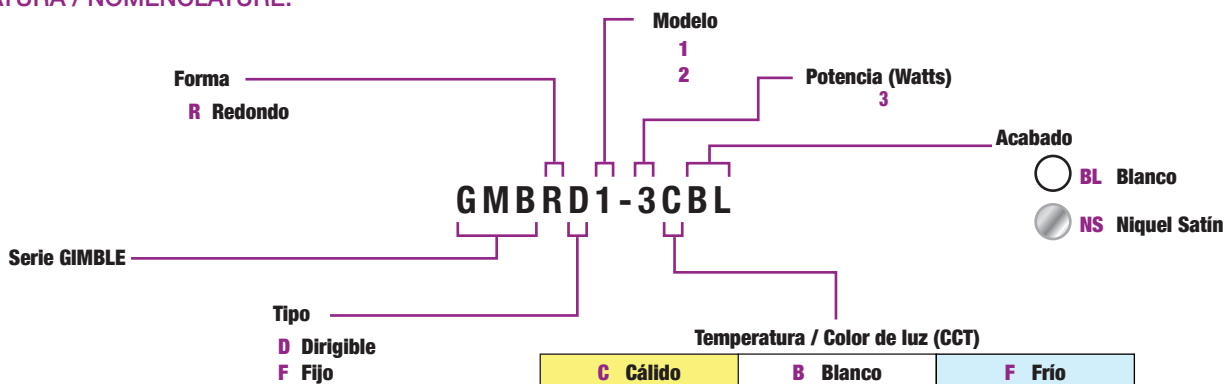 / NOMENCLATURE:
Modelo
1
2
Forma
R Redondo
Potencia (Watts)
3
Acabado
BL Blanco
NS Niquel Satín
GMBRD1-3CBL
Serie GIMBLE
Tipo
D Dirigible
F Fijo
Temperatura / Color de luz (CCT)
C Cálido
B Blanco
F Frío